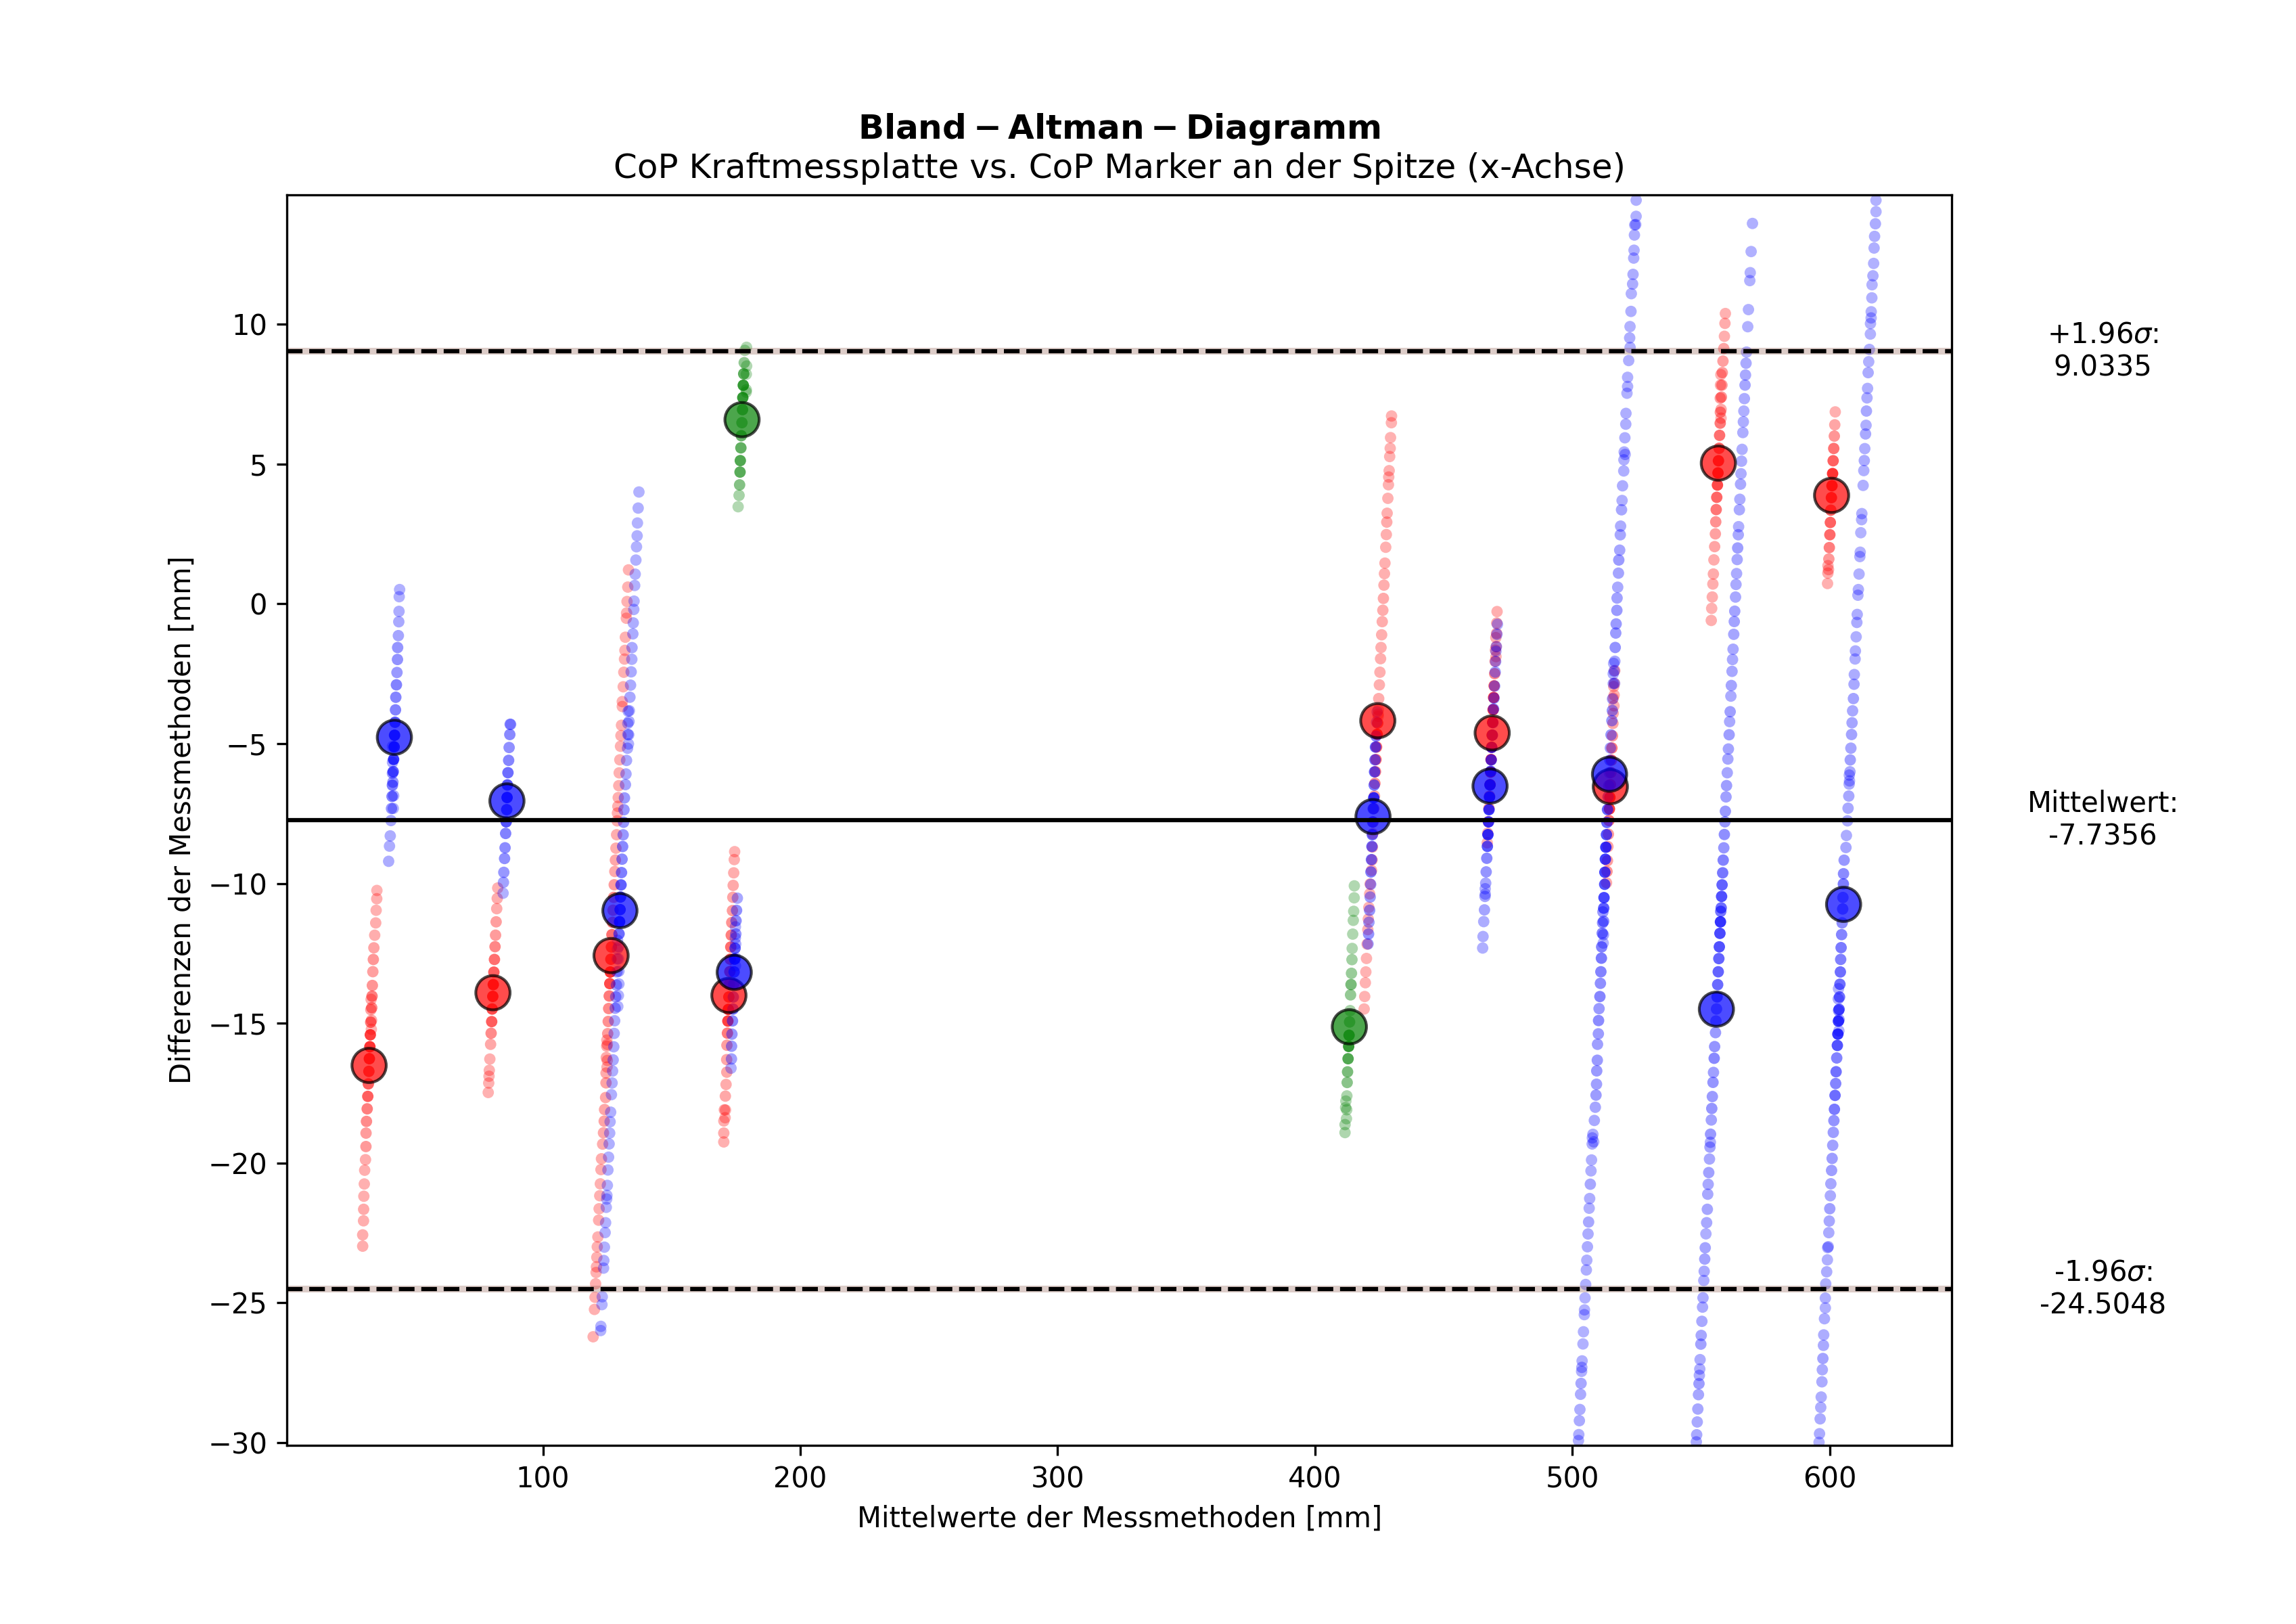 Bland − Altman − Diagramm
CoP Kraftmessplatte vs. CoP Marker an der Spitze (x-Achse)
Differenzen der Messmethoden [mm]
10
5
0
−5
−10
−15
−20
−25
−30
+1.96σ:
9.0335
Mittelwert:
-7.7356
-1.96σ:
-24.5048
100 200 300 400 500 600
Mittelwerte der Messmethoden [mm]